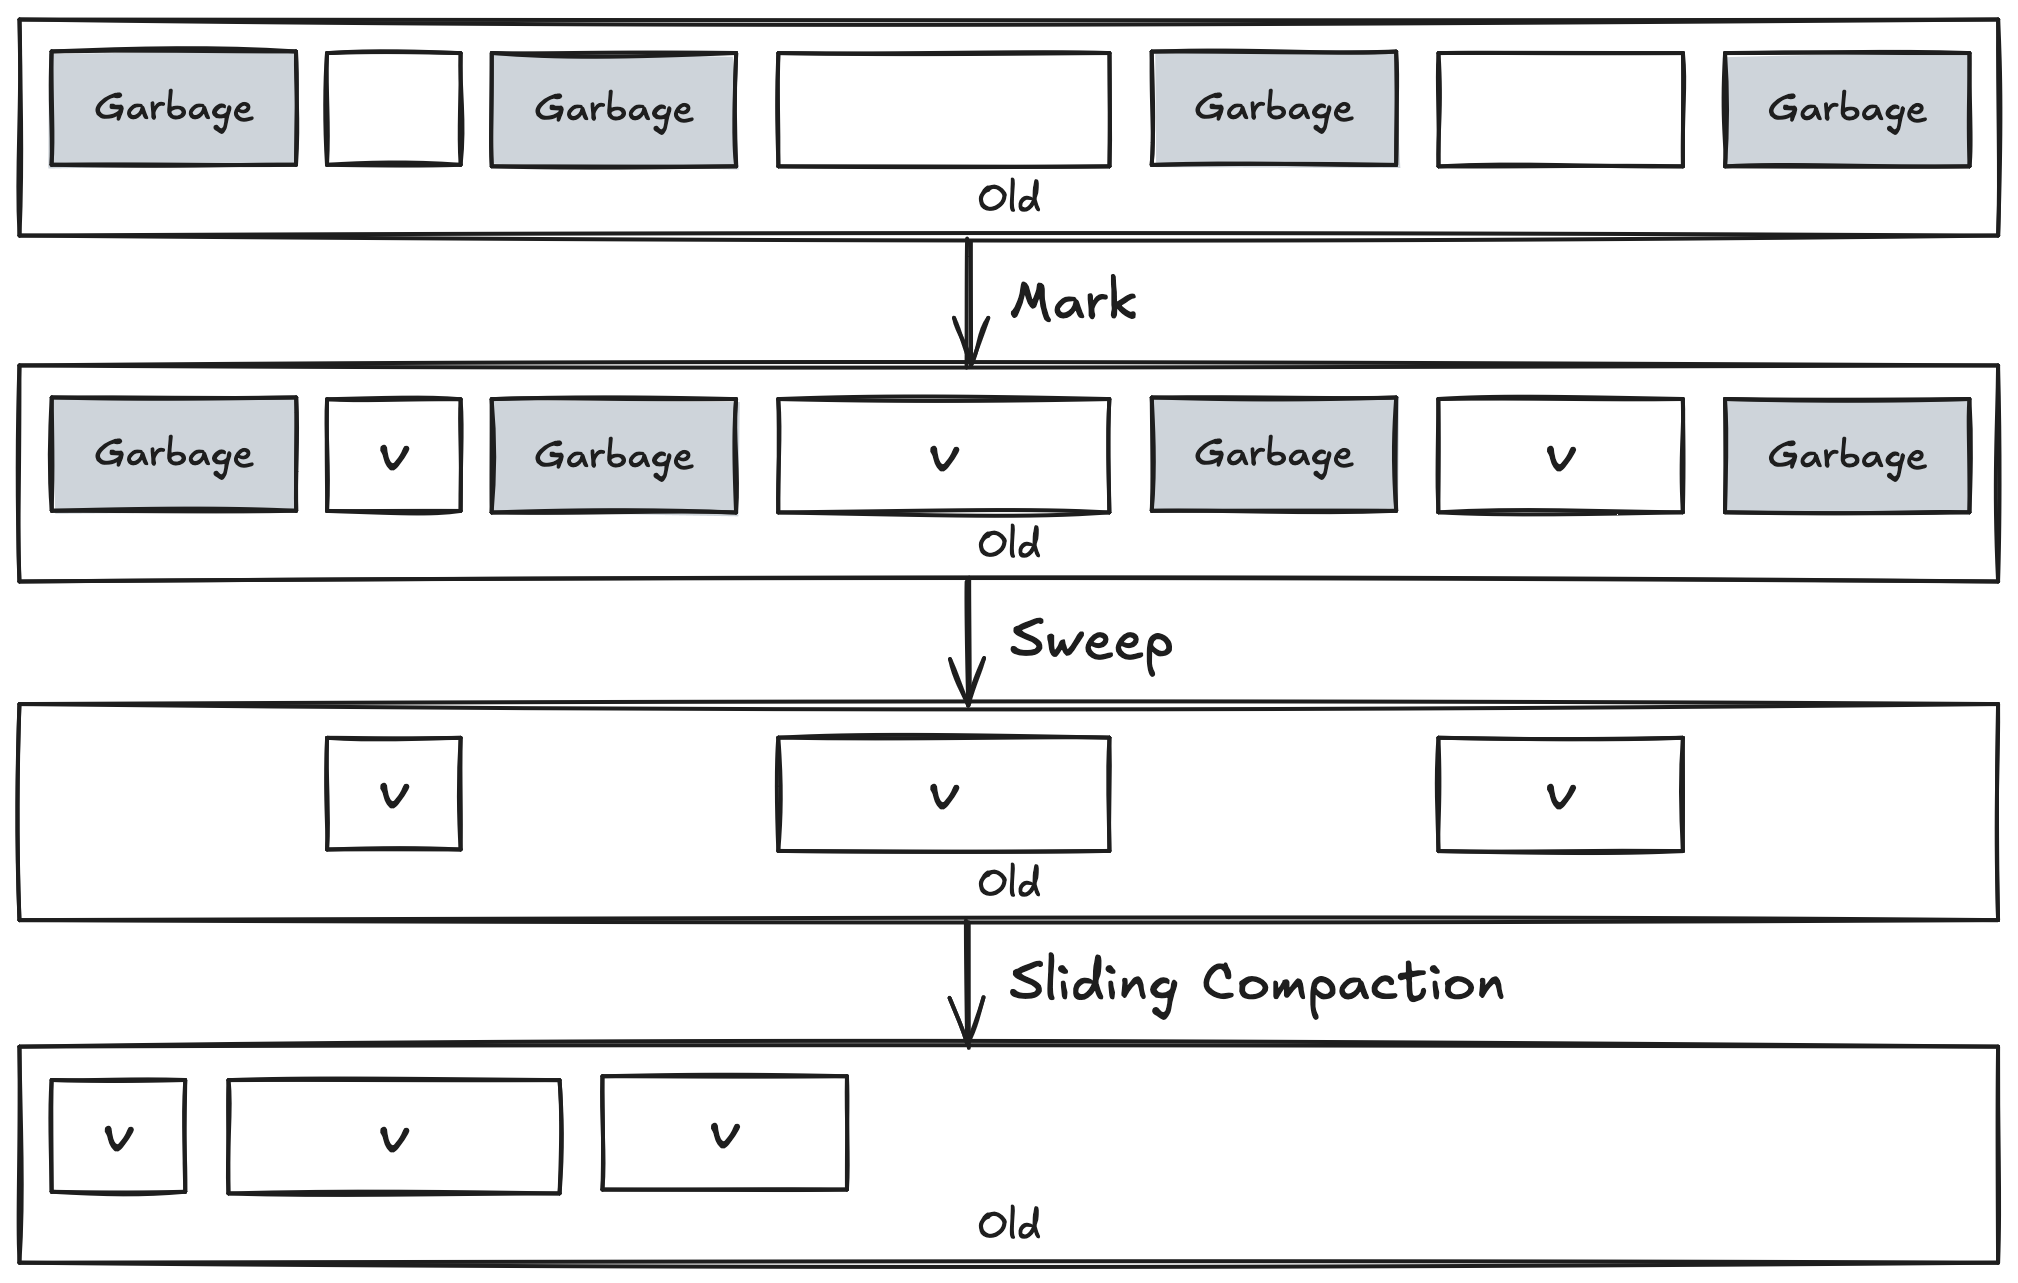 Garbage Garbage Garbage Garbage
Old
Mark
Garbage v Garbage v Garbage v Garbage
Old
Sweep
v v v
Old
Sliding Compaction
v v v
Old